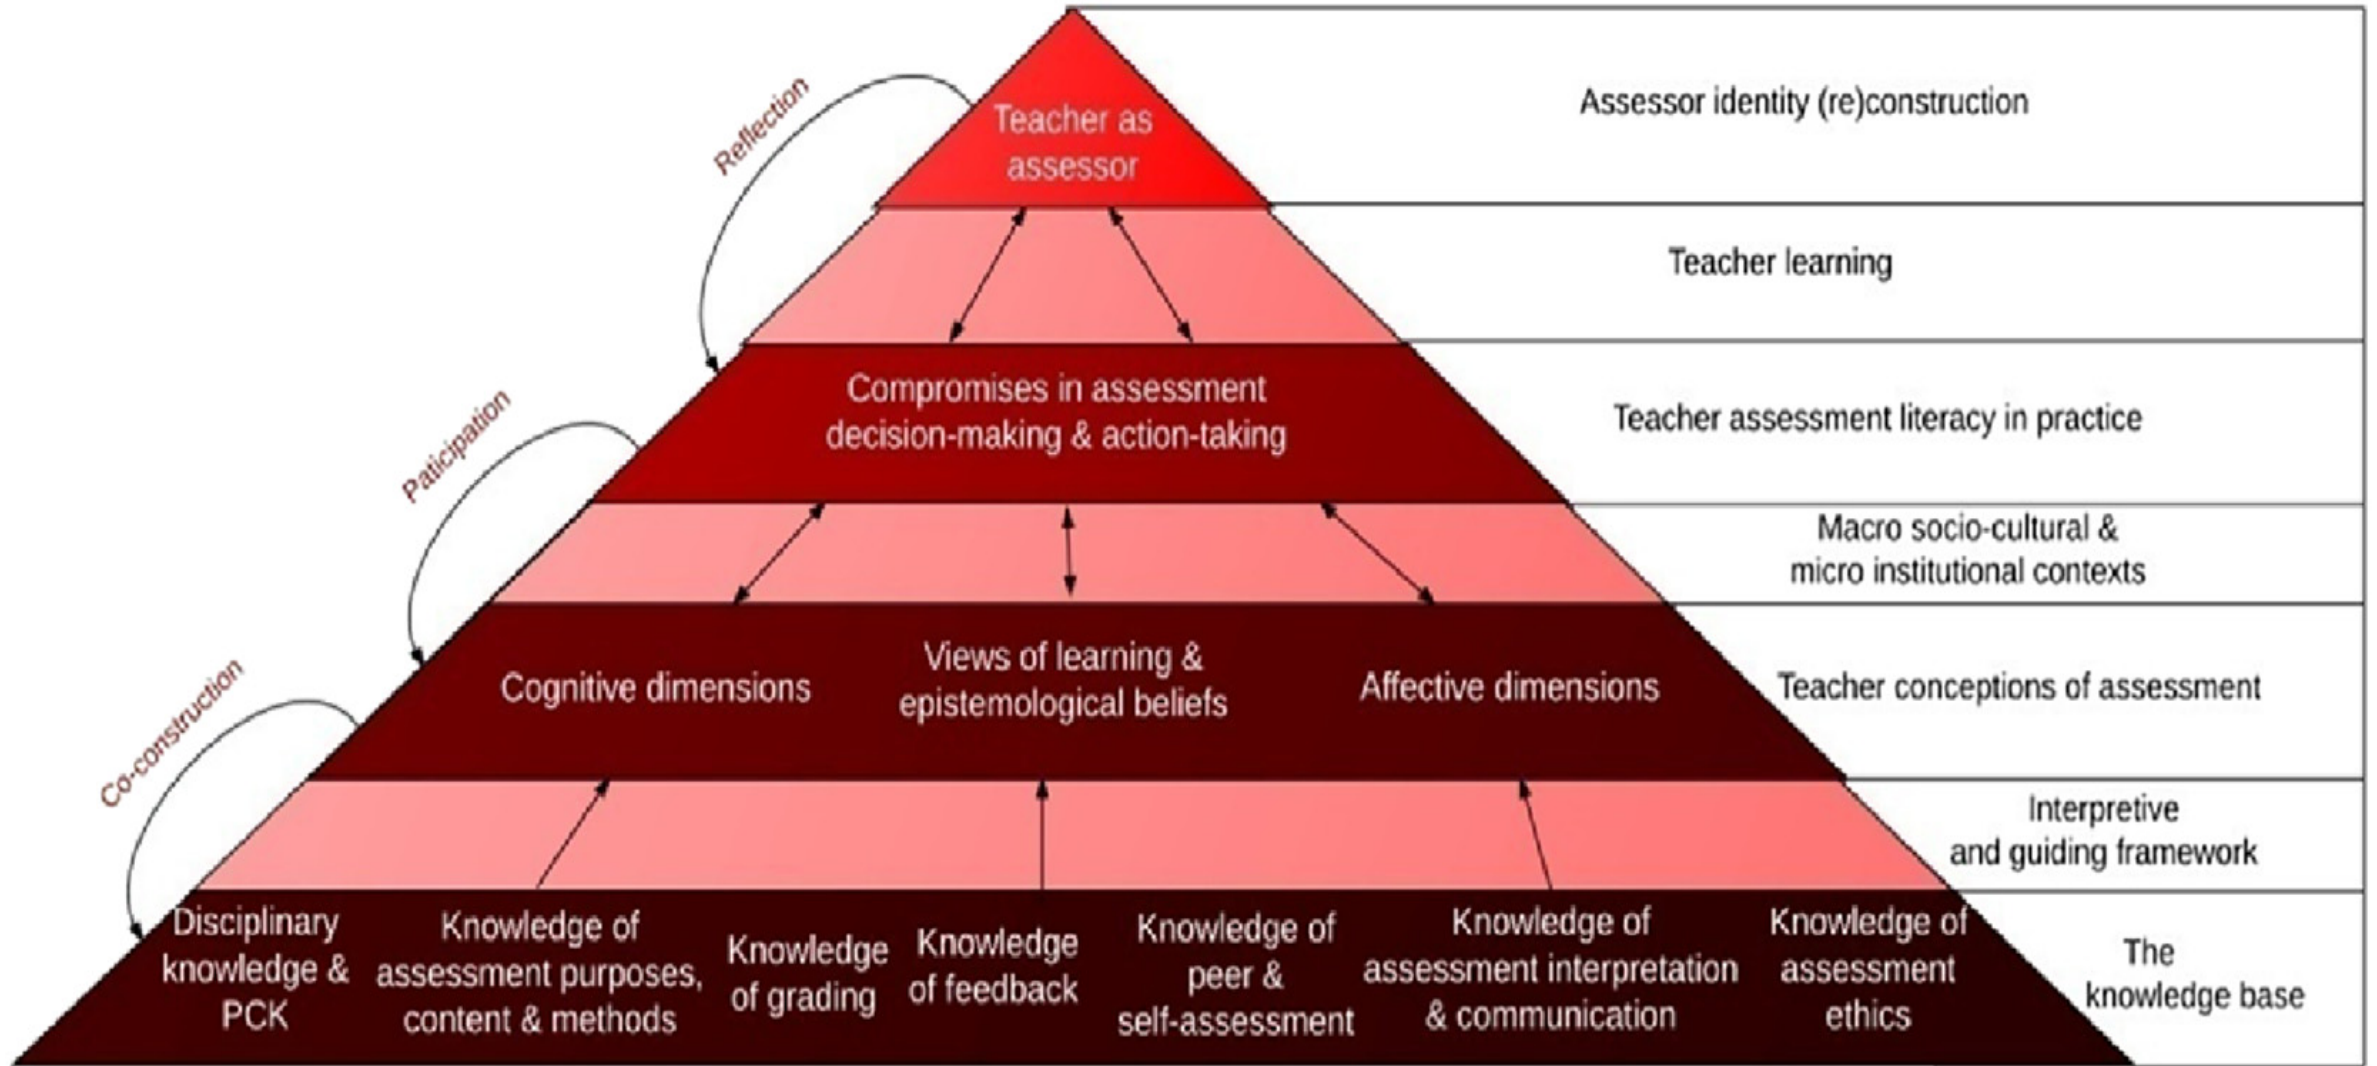 Reflection
Teacher as
assessor
Assessor identity (re)construction
Teacher learning
Paticipation
Compromises in assessment
decision-making & action-taking
Teacher assessment literacy in practice
Macro socio-cultural &
micro institutional contexts
Co-construction
Cognitive dimensions
Views of learning &
epistemological beliefs
Affective dimensions
Teacher conceptions of assessment
Interpretive
and guiding framework
Disciplinary
knowledge &
PCK
Knowledge of
assessment purposes,
content & methods
Knowledge
of grading
Knowledge
of feedback
Knowledge of
peer &
self-assessment
Knowledge of
assessment interpretation
& communication
Knowledge of
assessment
ethics
The
knowledge base